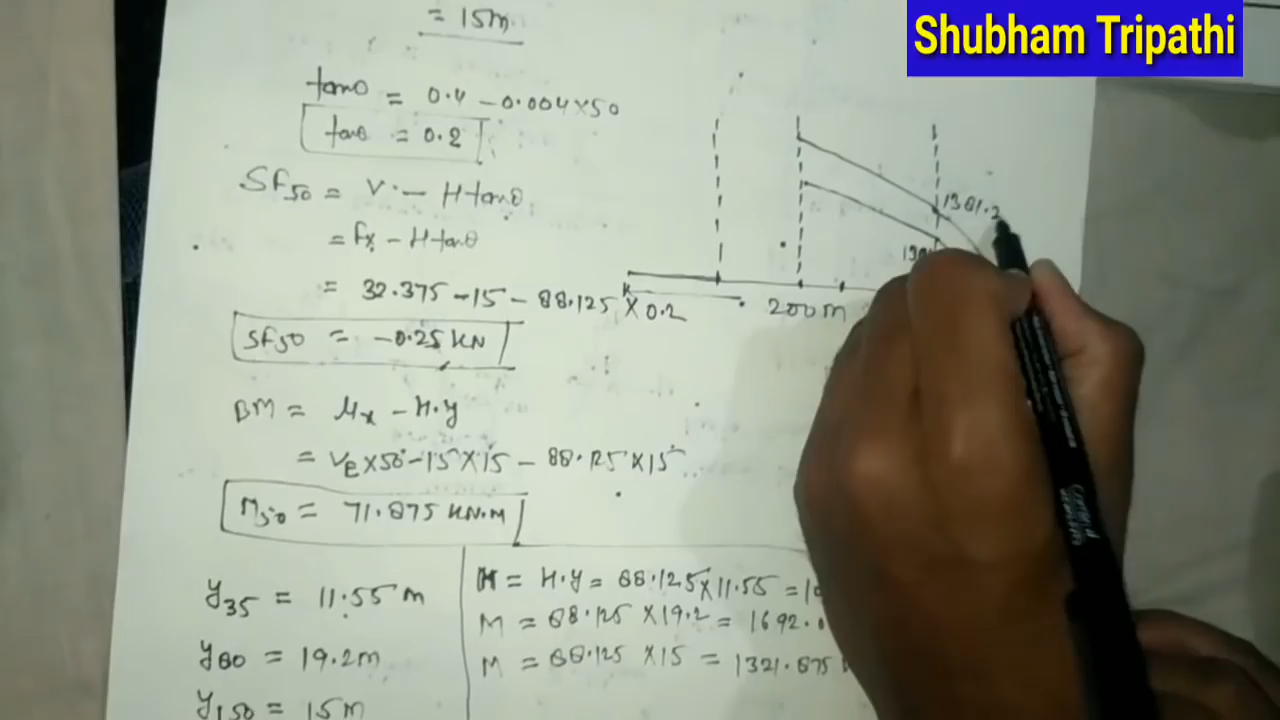 Shubham Tripathi
= 15m
tanθ = 0.4 - 0.004×50
tanθ = 0.2
SF50 = V - H tanθ
= fx - H tanθ
= 32.375 - 15 - 88.125 × 0.2
SF50 = -0.25 KN
BM = Mx - H.y
= VE×50 - 15×15 - 88.125×15
M50 = 71.875 KN.M
1381.2
200m
y35 = 11.55 m
y80 = 19.2m
y150 = 15m
M = H.y = 88.125×11.55 =
M = 88.125 × 19.2 = 1692.0
M = 88.125 × 15 = 1321.875